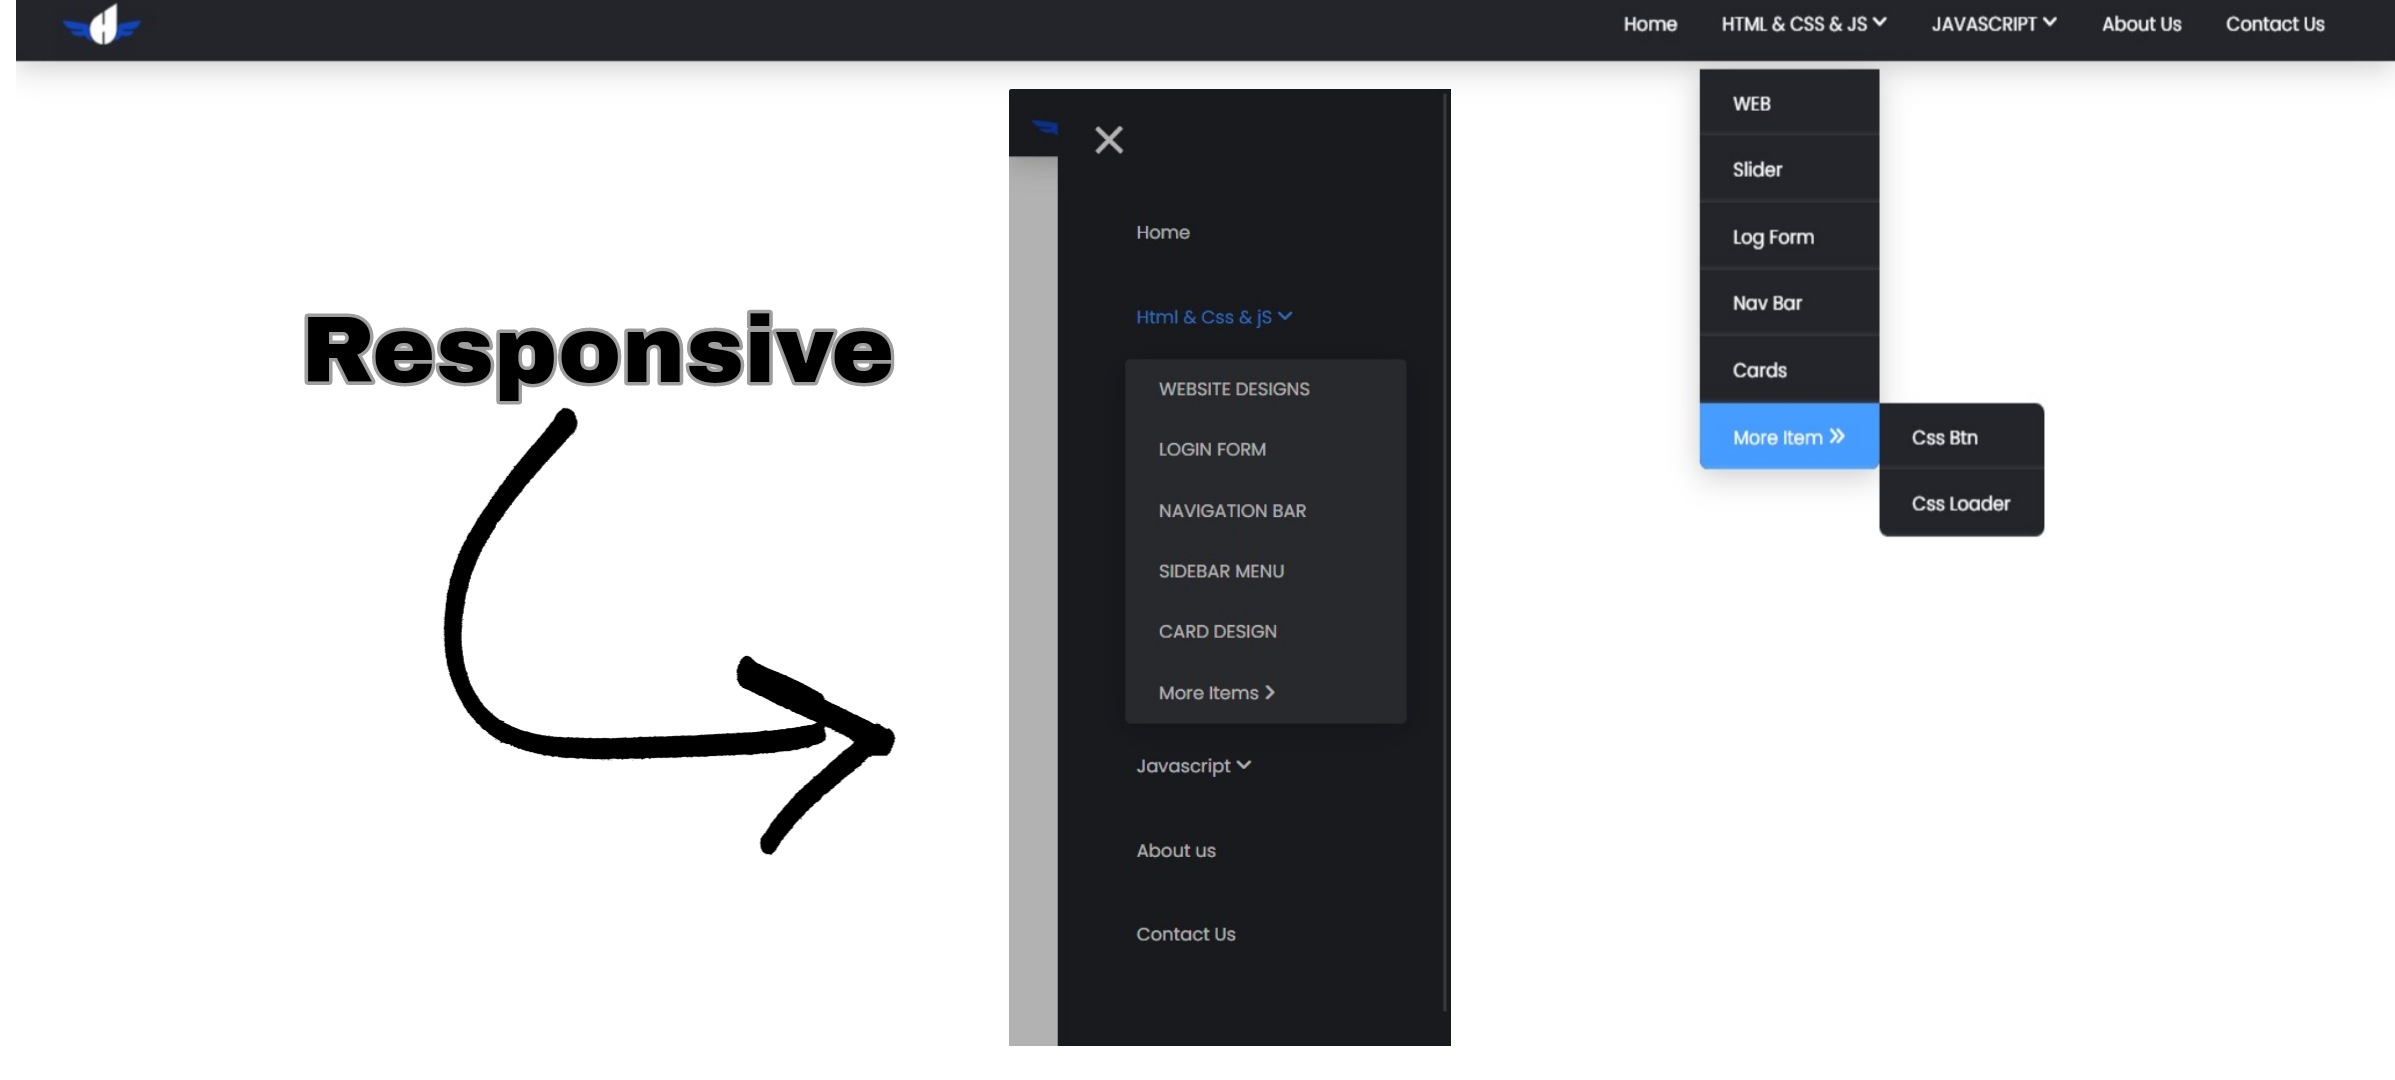 Home HTML & CSS & JS JAVASCRIPT About Us Contact Us
WEB
Slider
Log Form
Nav Bar
Cards
More Item
Css Btn
Css Loader
Responsive
Home
Html & Css & jS
WEBSITE DESIGNS
LOGIN FORM
NAVIGATION BAR
SIDEBAR MENU
CARD DESIGN
More Items
Javascript
About us
Contact Us